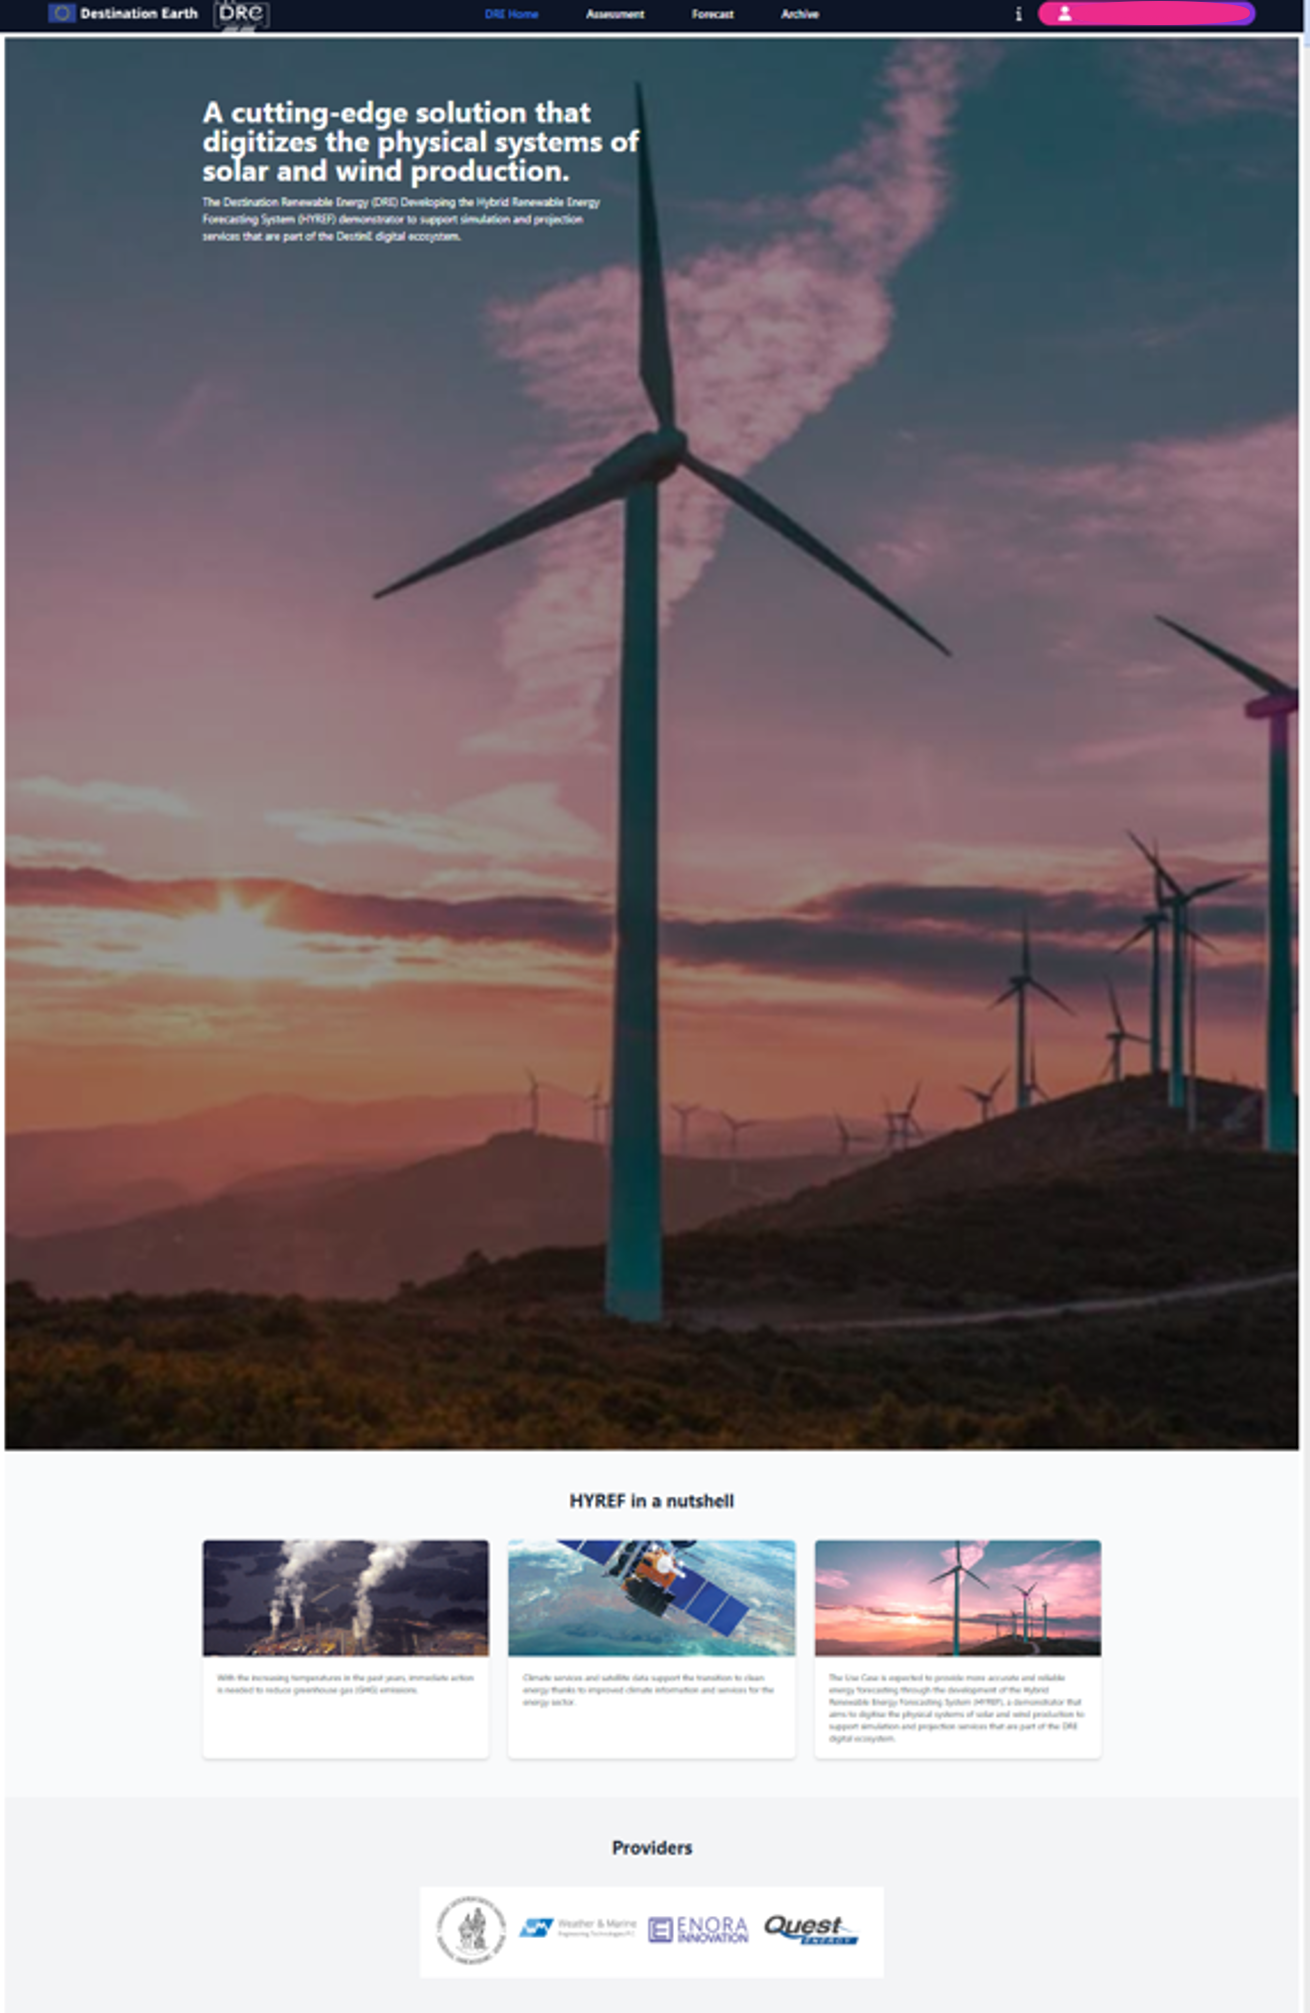 Destination Earth
DRE
DRE Home
Assessment
Forecast
Archive
i
A cutting-edge solution that
digitizes the physical systems of
solar and wind production.
The Destination Renewable Energy (DRE) Developing the Hybrid Renewable Energy
Forecasting System (HYREF) demonstrator to support simulation and projection
services that are part of the DestinE digital ecosystem.
HYREF in a nutshell
With the increasing temperatures in the past years, immediate action
is needed to reduce greenhouse gas (GHG) emissions.
Climate services and satellite data support the transition to clean
energy thanks to improved climate information and services for the
energy sector.
The Use Case is expected to provide more accurate and reliable
energy forecasting through the development of the Hybrid
Renewable Energy Forecasting System (HYREF), a demonstrator that
aims to digitise the physical systems of solar and wind production to
support simulation and projection services that are part of the DRE
digital ecosystem.
Providers
Weather & Marine
Engineering Technologies P.C.
ENORA
INNOVATION
Quest
ENERGY